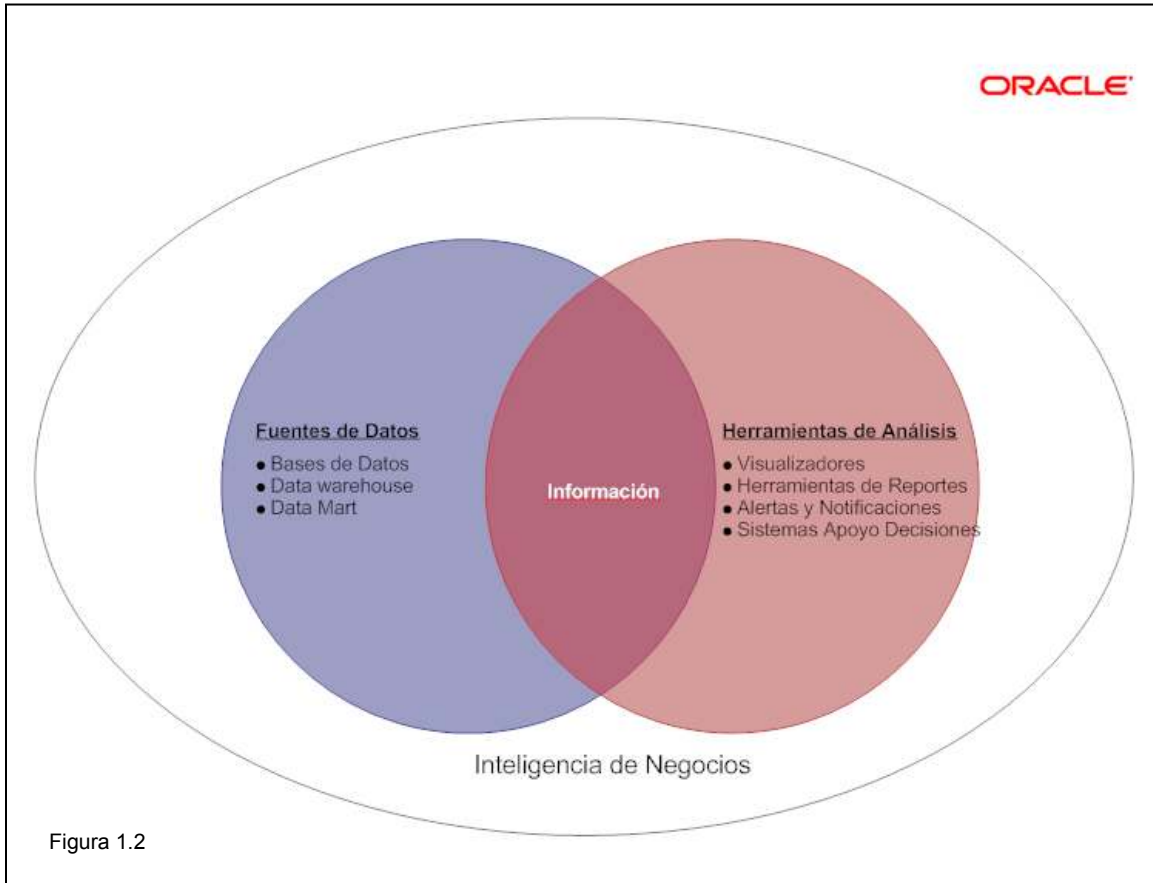 ORACLE
Fuentes de Datos
● Bases de Datos
● Data warehouse
● Data Mart
Información
Herramientas de Análisis
● Visualizadores
● Herramientas de Reportes
● Alertas y Notificaciones
● Sistemas Apoyo Decisiones
Inteligencia de Negocios
Figura 1.2